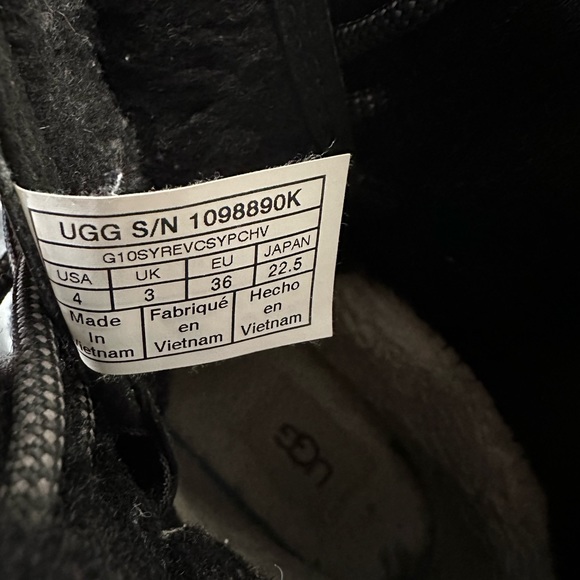 UGG S/N 1098890K
G10SYREVCSYPCHV
USA UK EU JAPAN
4 3 36 22.5
Made In Vietnam
Fabriqué en Vietnam
Hecho en Vietnam
UGG